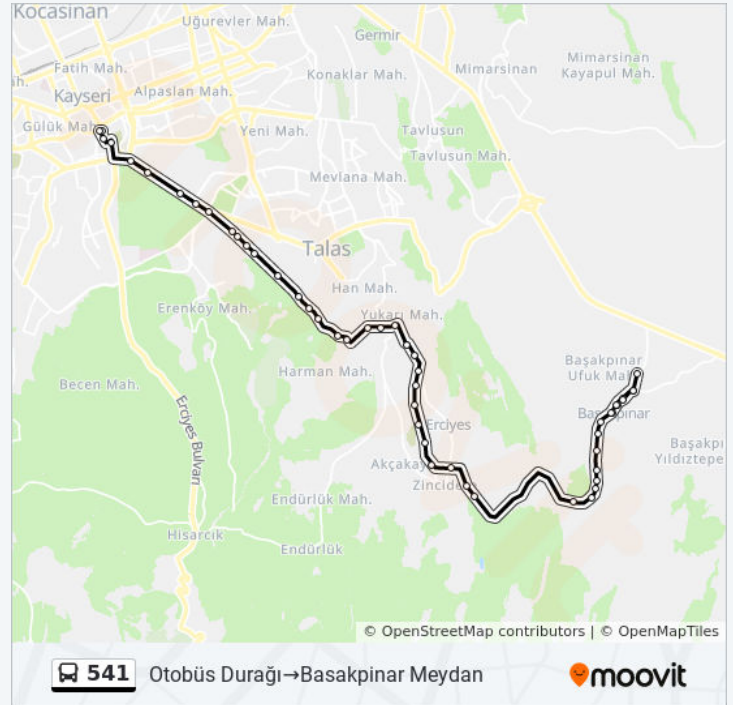 Kocasinan
Uğurevler Mah.
Germir
Fatih Mah.
Konaklar Mah.
Mimarsinan
Mimarsinan
Kayapul Mah.
Kayseri
Alpaslan Mah.
Gülük Mah.
Yeni Mah.
Tavlusun
Tavlusun Mah.
Mevlana Mah.
Talas
Han Mah.
Erenköy Mah.
Yukarı Mah.
Başakpınar
Ufuk Mah.
Harman Mah.
Becen Mah.
Erciyes Bulvarı
Erciyes
Başakpınar
Yıldıztepe
Endürlük Mah.
Hisarcık
Endürlük
© OpenStreetMap contributors | © OpenMapTiles
541 Otobüs Durağı→Basakpinar Meydan
moovit